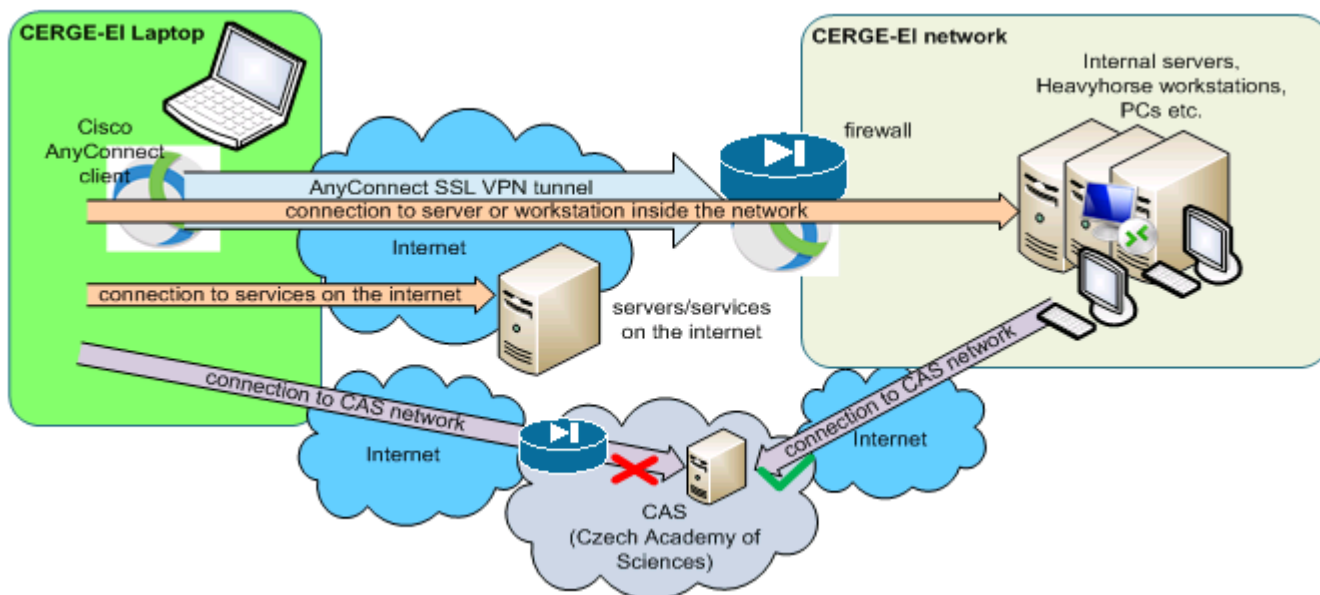 CERGE-EI Laptop
Cisco
AnyConnect
client
AnyConnect SSL VPN tunnel
connection to server or workstation inside the network
Internet
connection to services on the internet
servers/services
on the internet
firewall
CERGE-EI network
Internal servers,
Heavyhorse workstations,
PCs etc.
connection to CAS network
Internet
connection to CAS network
Internet
CAS
(Czech Academy of
Sciences)